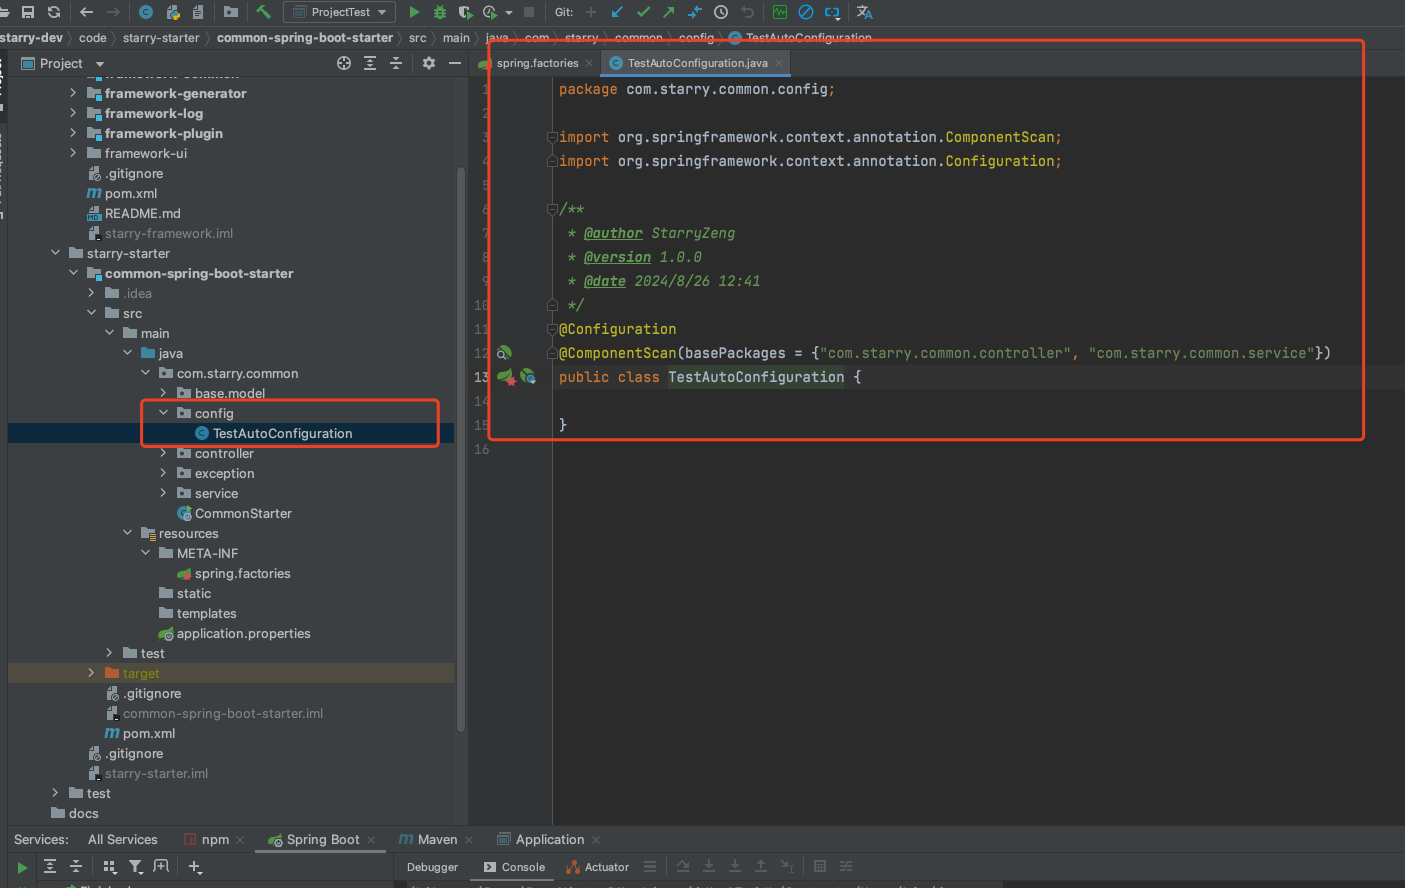 ProjectTest
Git:
starry-dev code starry-starter common-spring-boot-starter src main java com starry common config TestAutoConfiguration
Project
framework-generator
framework-log
framework-plugin
framework-ui
.gitignore
pom.xml
README.md
starry-framework.iml
starry-starter
common-spring-boot-starter
.idea
src
main
java
com.starry.common
base.model
config
TestAutoConfiguration
controller
exception
service
CommonStarter
resources
META-INF
spring.factories
static
templates
application.properties
test
target
.gitignore
common-spring-boot-starter.iml
pom.xml
.gitignore
starry-starter.iml
test
docs
spring.factories TestAutoConfiguration.java
1 package com.starry.common.config;
2
3 import org.springframework.context.annotation.ComponentScan;
4 import org.springframework.context.annotation.Configuration;
5
6 /**
7 * @author StarryZeng
8 * @version 1.0.0
9 * @date 2024/8/26 12:41
10 */
11 @Configuration
12 @ComponentScan(basePackages = {"com.starry.common.controller", "com.starry.common.service"})
13 public class TestAutoConfiguration {
14
15 }
16
Services: All Services npm Spring Boot Maven Application
Debugger Console Actuator